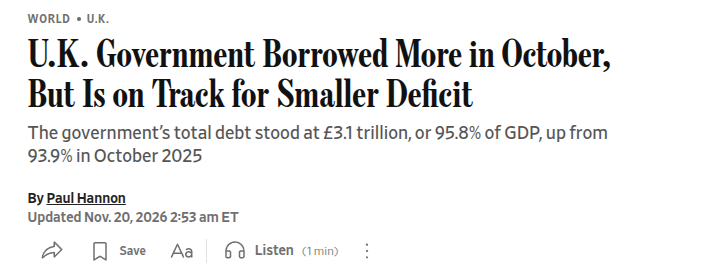 WORLD • U.K.
U.K. Government Borrowed More in October,
But Is on Track for Smaller Deficit
The government's total debt stood at £3.1 trillion, or 95.8% of GDP, up from
93.9% in October 2025
By Paul Hannon
Updated Nov. 20, 2026 2:53 am ET
Save Aa Listen (1 min)